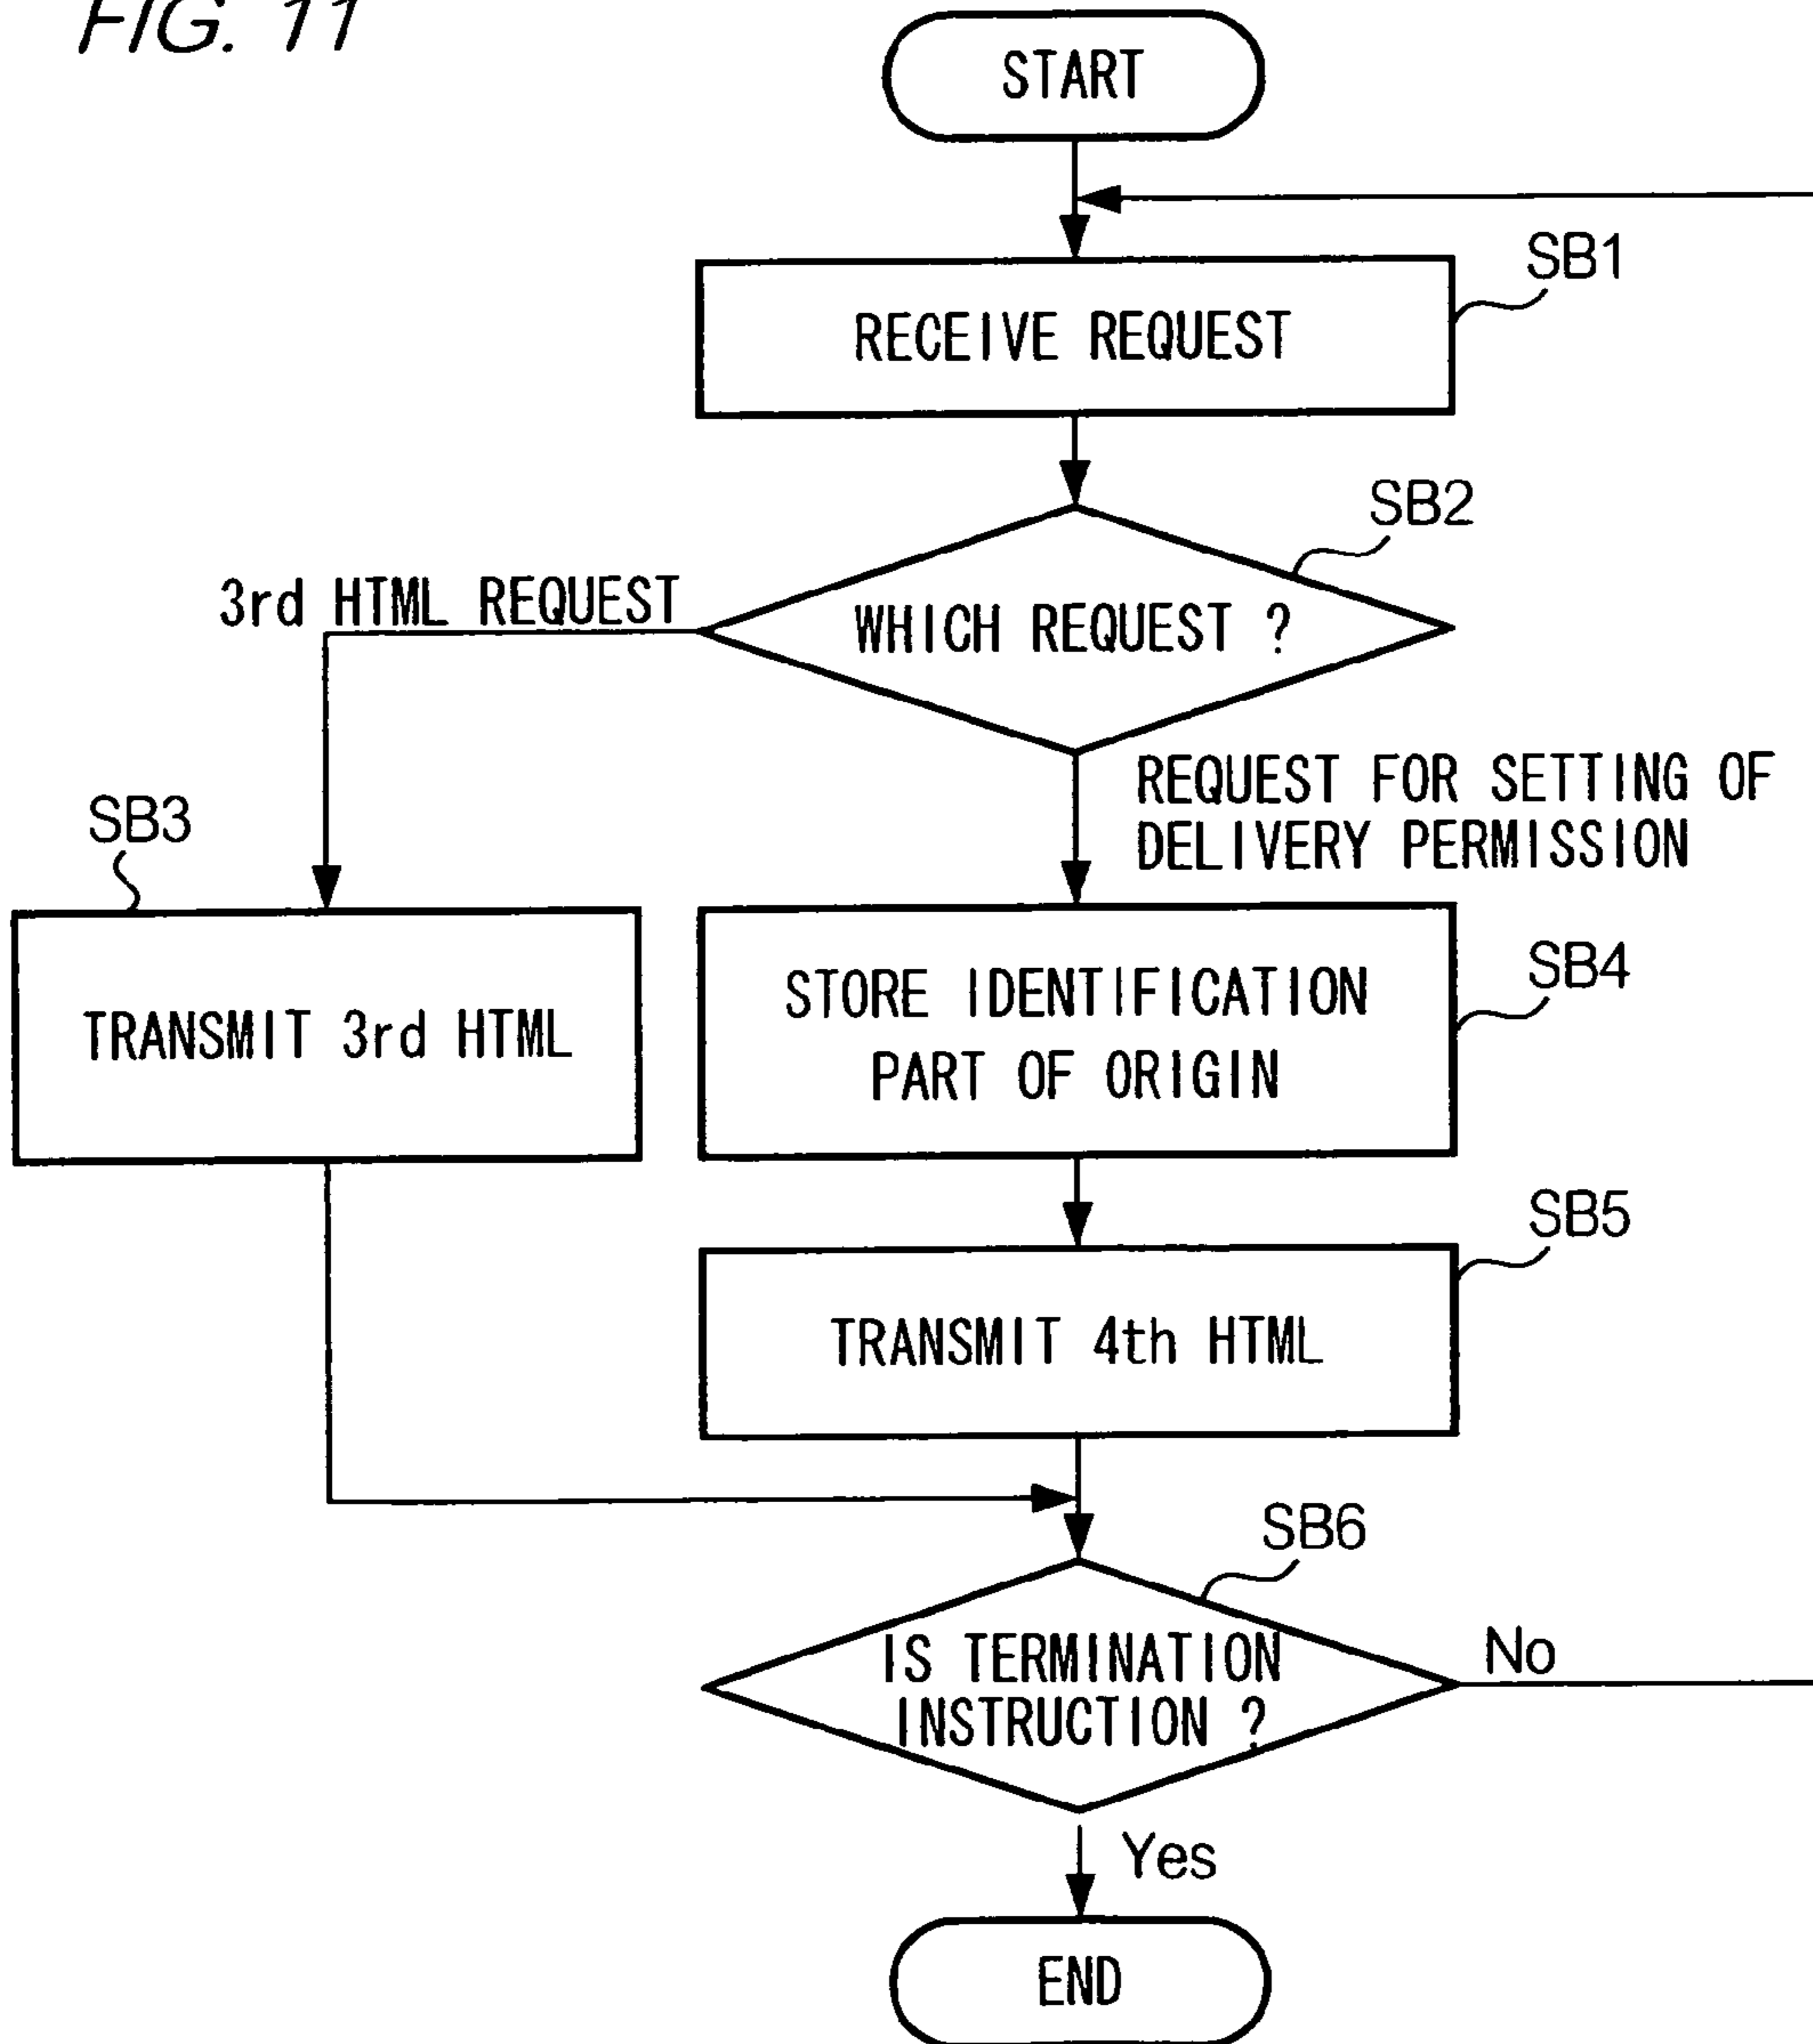 FIG. 11
START
SB1
RECEIVE REQUEST
SB2
3rd HTML REQUEST
WHICH REQUEST ?
REQUEST FOR SETTING OF
DELIVERY PERMISSION
SB3
TRANSMIT 3rd HTML
SB4
STORE IDENTIFICATION
PART OF ORIGIN
SB5
TRANSMIT 4th HTML
SB6
IS TERMINATION
INSTRUCTION ?
No
Yes
END